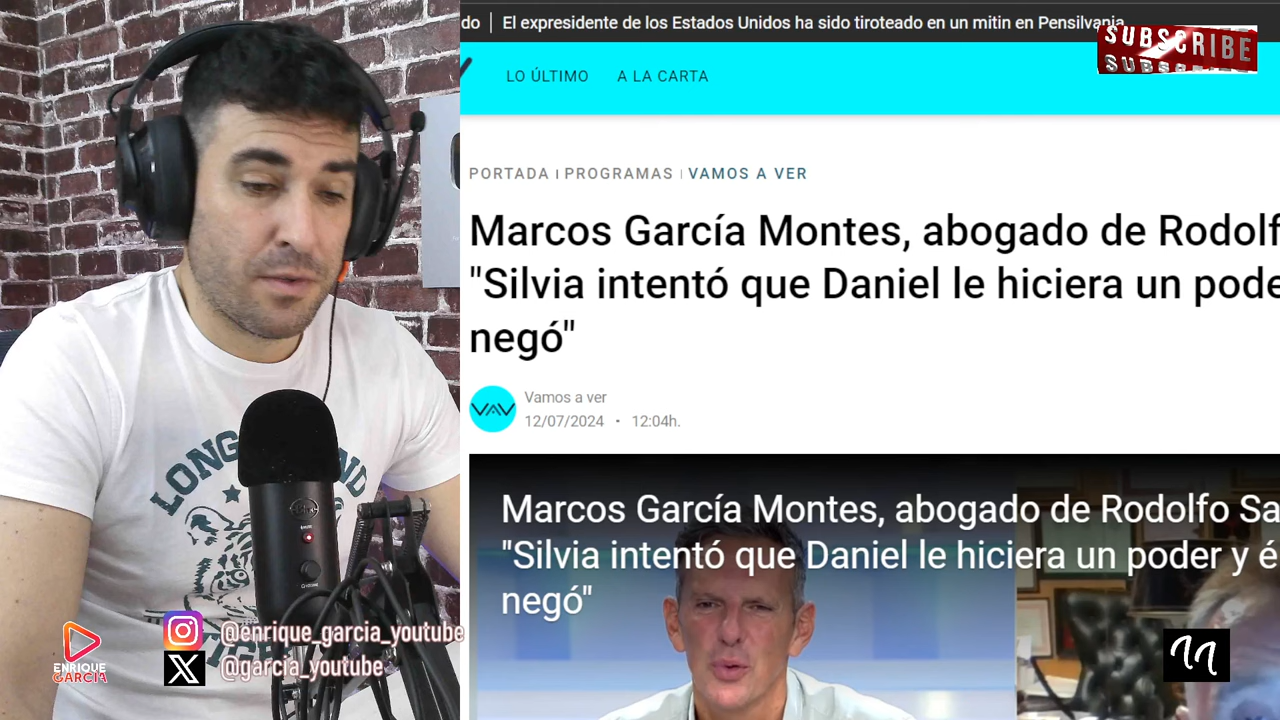 do | El expresidente de los Estados Unidos ha sido tiroteado en un mitin en Pensilvania
SUBSCRIBE
LO ÚLTIMO A LA CARTA
PORTADA | PROGRAMAS | VAMOS A VER
Marcos García Montes, abogado de Rodolf
"Silvia intentó que Daniel le hiciera un pode
negó"
VAV
Vamos a ver
12/07/2024 • 12:04h.
Marcos García Montes, abogado de Rodolfo Sa
"Silvia intentó que Daniel le hiciera un poder y é
negó"
LONG
ENRIQUE
GARCIA
@enrique_garcia_youtube
@garcia_youtube